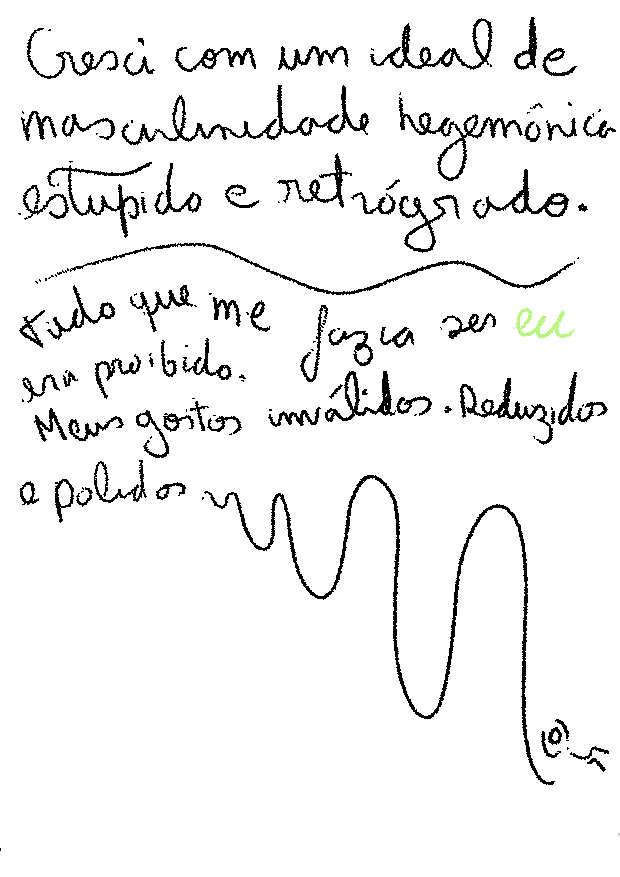 Cresci com um ideal de
masculinidade hegemônica
estupido e retrógrado.
tudo que me fazia ser eu
era proibido.
Meus gostos inválidos. Reduzidos
e polidos